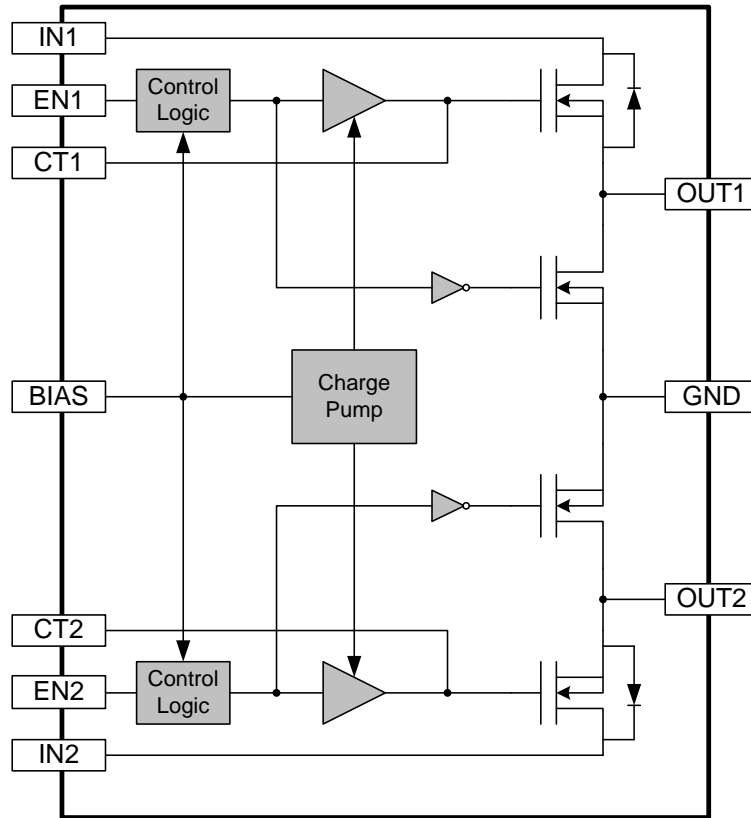 IN1
EN1
Control
Logic
CT1
OUT1
BIAS
Charge
Pump
GND
OUT2
CT2
EN2
Control
Logic
IN2